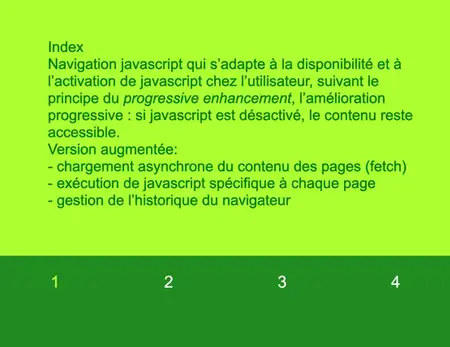 Index
Navigation javascript qui s’adapte à la disponibilité et à
l’activation de javascript chez l’utilisateur, suivant le
principe du progressive enhancement, l’amélioration
progressive : si javascript est désactivé, le contenu reste
accessible.
Version augmentée:
- chargement asynchrone du contenu des pages (fetch)
- exécution de javascript spécifique à chaque page
- gestion de l’historique du navigateur
1 2 3 4